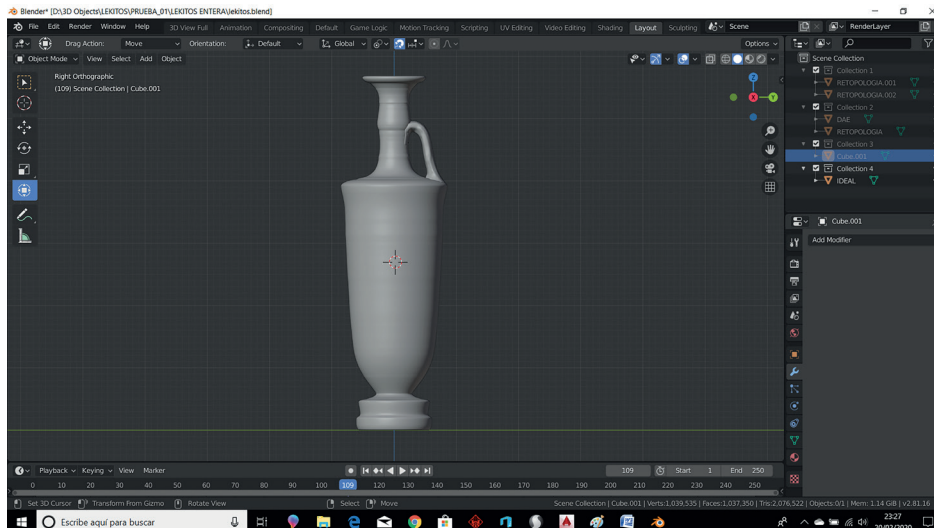 Blender* [D:\3D Objects\LEKITOS\PRUEBA_01\LEKITOS ENTERA\lekitos.blend]
File Edit Render Window Help 3D View Full Animation Compositing Default Game Logic Motion Tracking Scripting UV Editing Video Editing Shading Layout Sculpting Scene RenderLayer
Drag Action: Move Orientation: Default Global Options
Object Mode View Select Add Object
Right Orthographic
(109) Scene Collection | Cube.001
Z
X
Y
Scene Collection
Collection 1
RETOPOLOGIA.001
RETOPOLOGIA.002
Collection 2
DAE
RETOPOLOGIA
Collection 3
Cube.001
Collection 4
IDEAL
Cube.001
Add Modifier
Playback Keying View Marker 109 Start 1 End 250
0 10 20 30 40 50 60 70 80 90 100 109 120 130 140 150 160 170 180 190 200 210 220 230 240 250
Set 3D Cursor Transform From Gizmo Rotate View Select Move Scene Collection | Cube.001 | Verts:1,039,535 | Faces:1,037,350 | Tris:2,076,522 | Objects:0/1 | Mem: 1.14 GiB | v2.81.16
Escribe aquí para buscar
23:27
20/02/2020